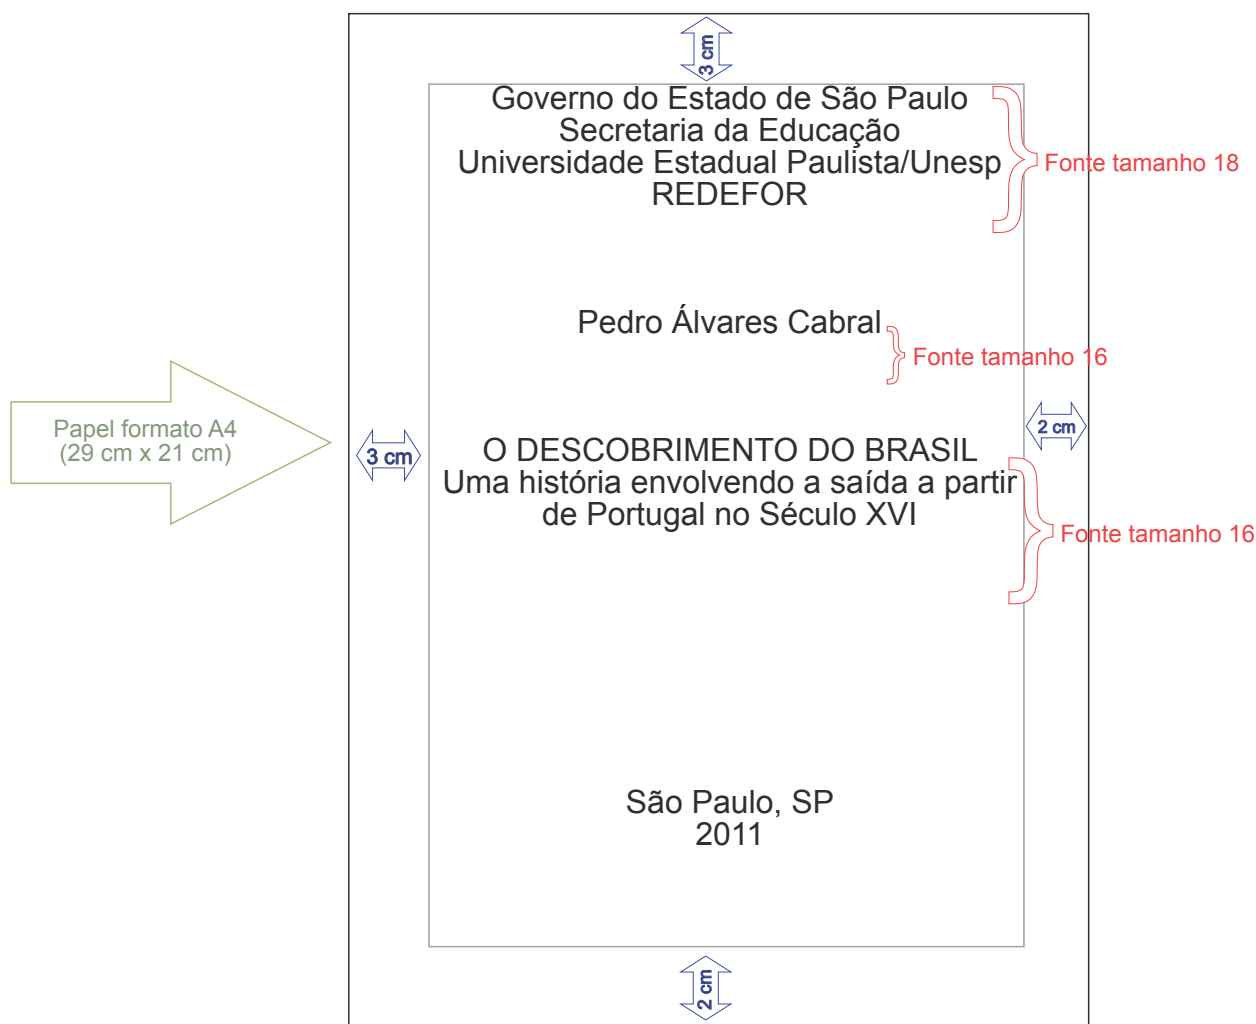 3 cm
Governo do Estado de São Paulo
Secretaria da Educação
Universidade Estadual Paulista/Unesp
REDEFOR
Fonte tamanho 18
Pedro Álvares Cabral
Fonte tamanho 16
Papel formato A4
(29 cm x 21 cm)
3 cm
2 cm
O DESCOBRIMENTO DO BRASIL
Uma história envolvendo a saída a partir
de Portugal no Século XVI
Fonte tamanho 16
São Paulo, SP
2011
2 cm